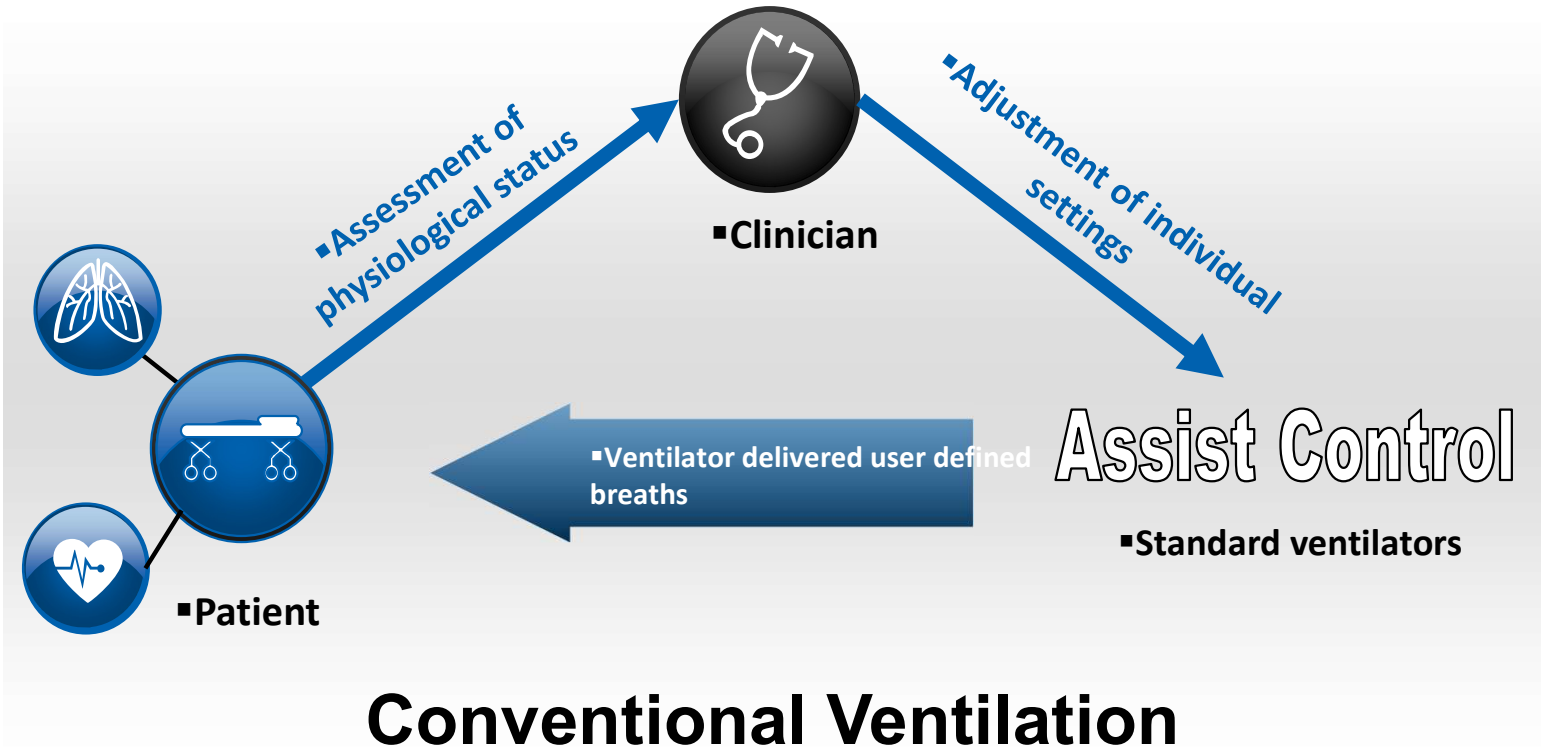 ▪Assessment of
physiological status
▪Clinician
▪Adjustment of individual
settings
▪Ventilator delivered user defined
breaths
Assist Control
▪Standard ventilators
▪Patient
Conventional Ventilation